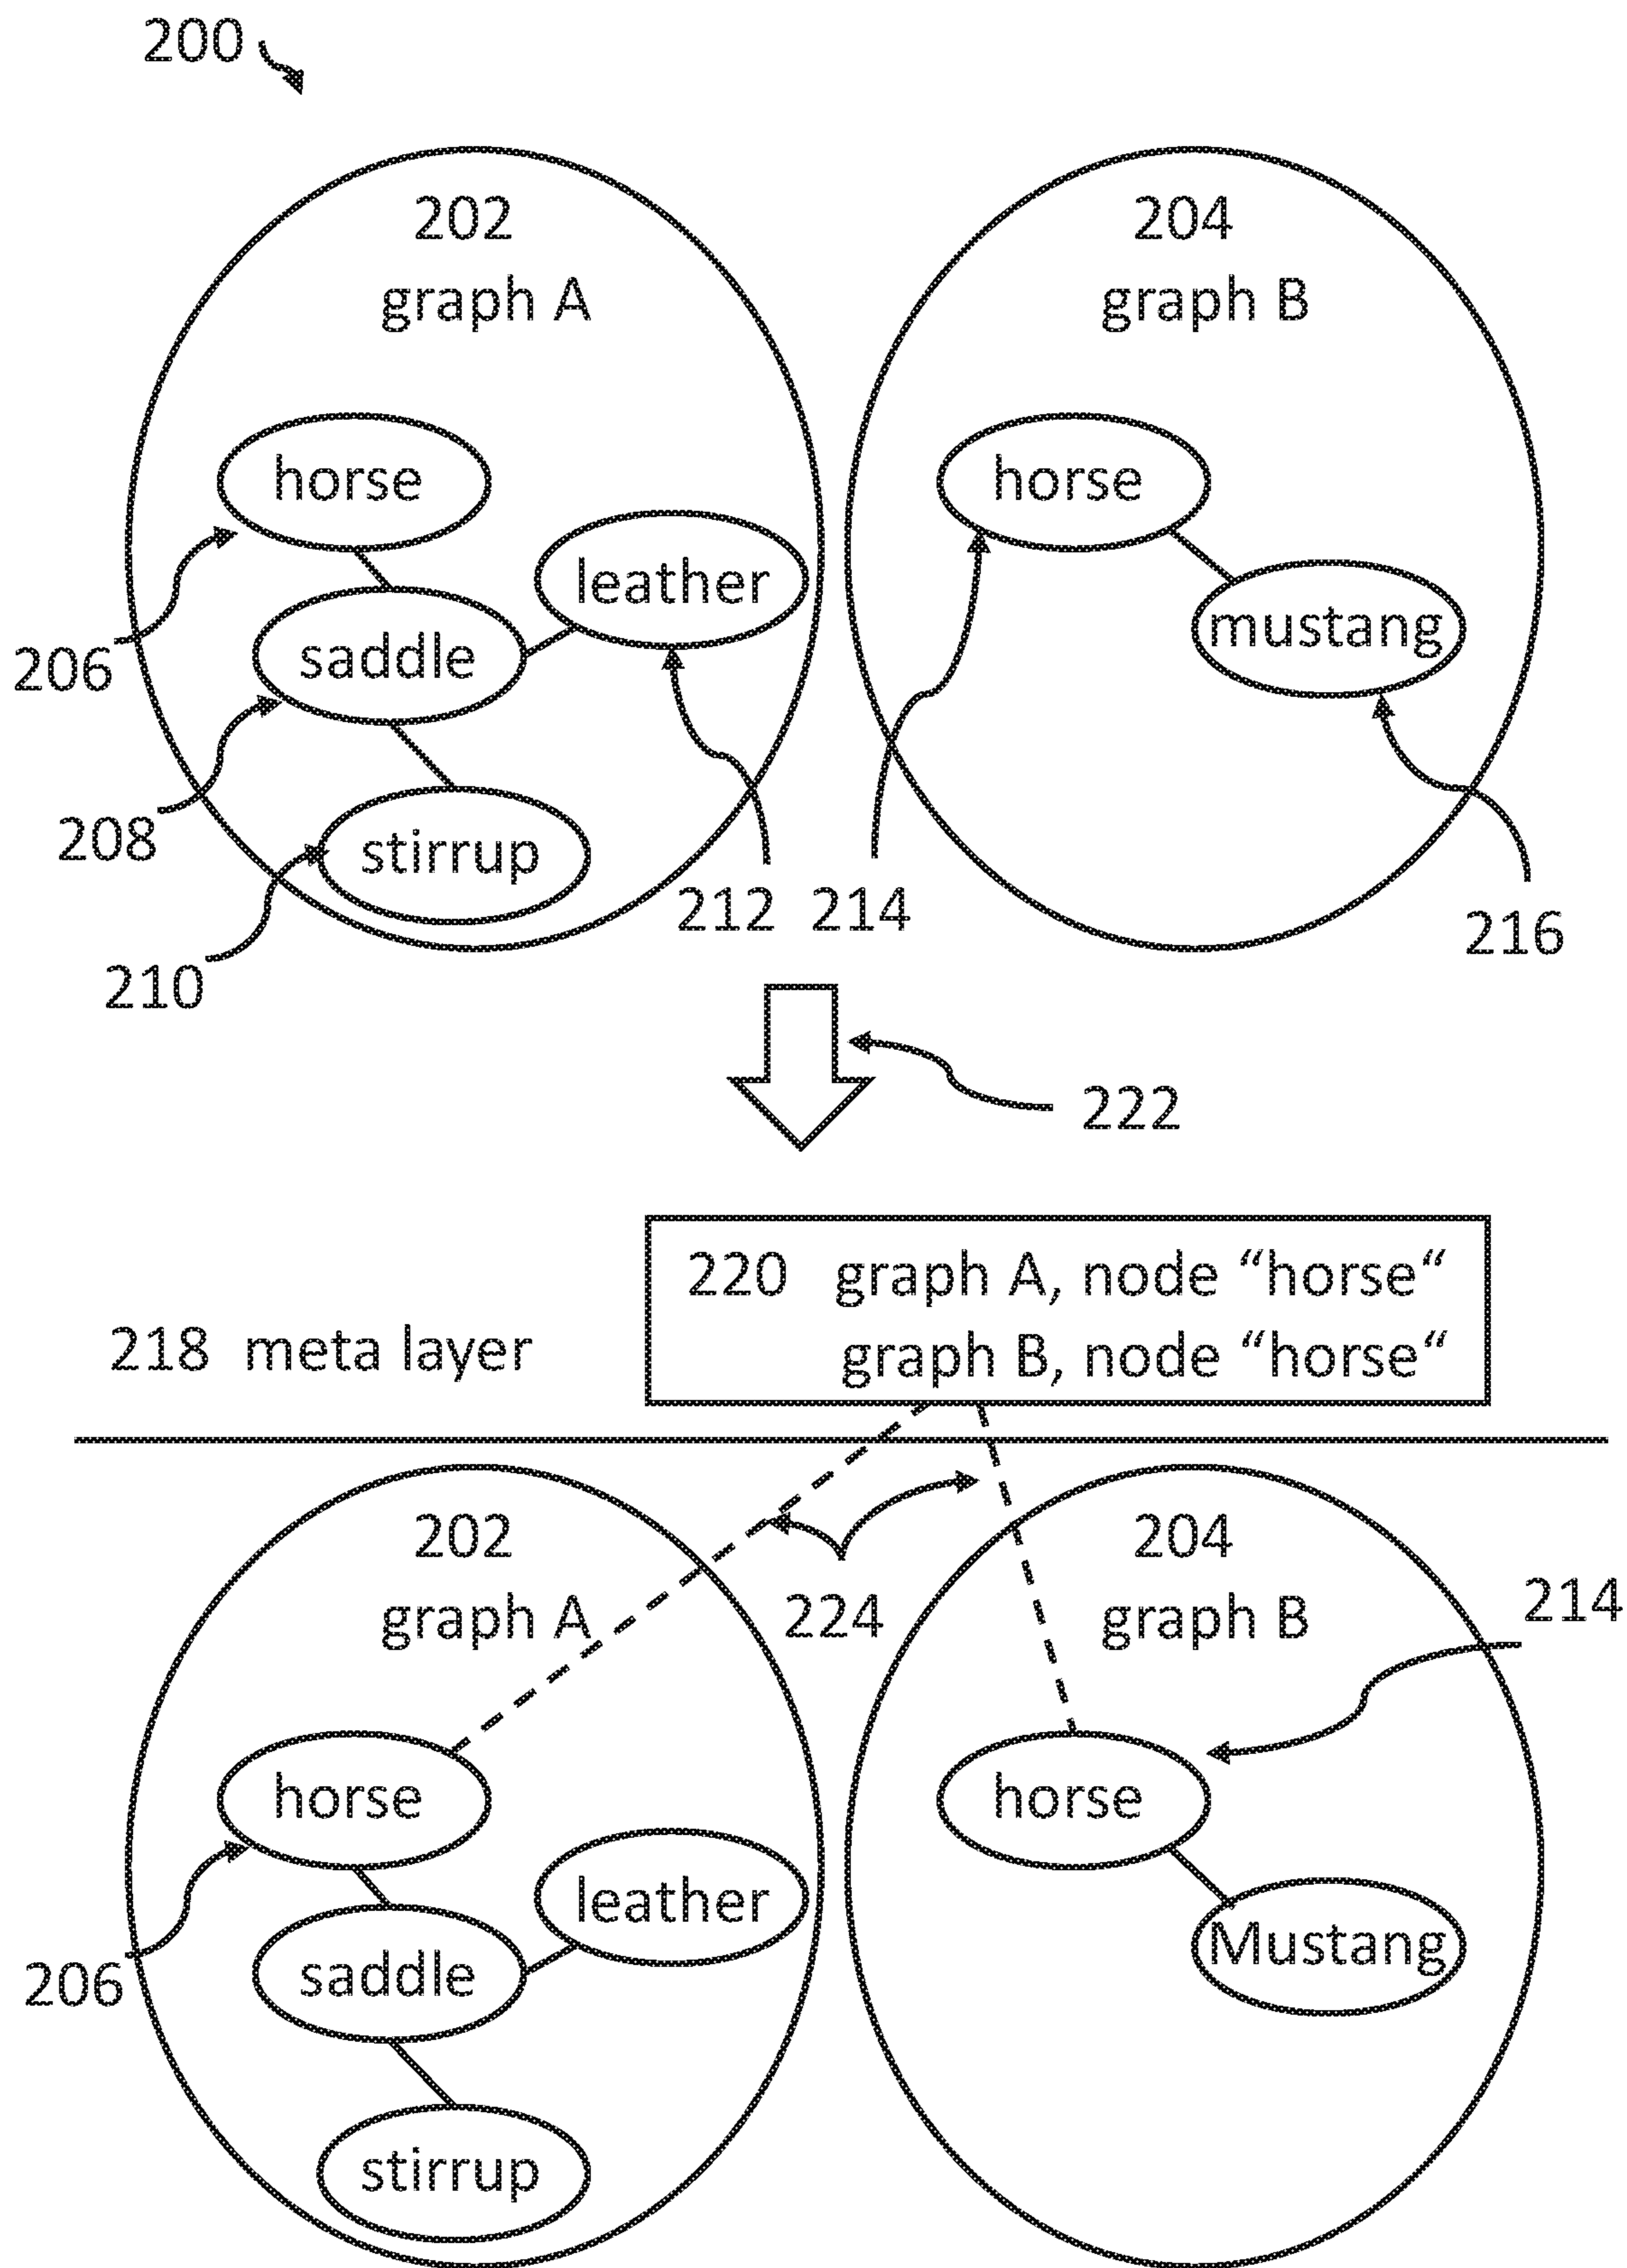 200
202
204
graph A
graph B
horse
horse
leather
mustang
saddle
206
208
stirrup
212
214
216
210
222
220 graph A, node “horse“
218 meta layer
graph B, node “horse“
202
204
214
graph A
224
graph B
horse
horse
leather
Mustang
saddle
206
stirrup